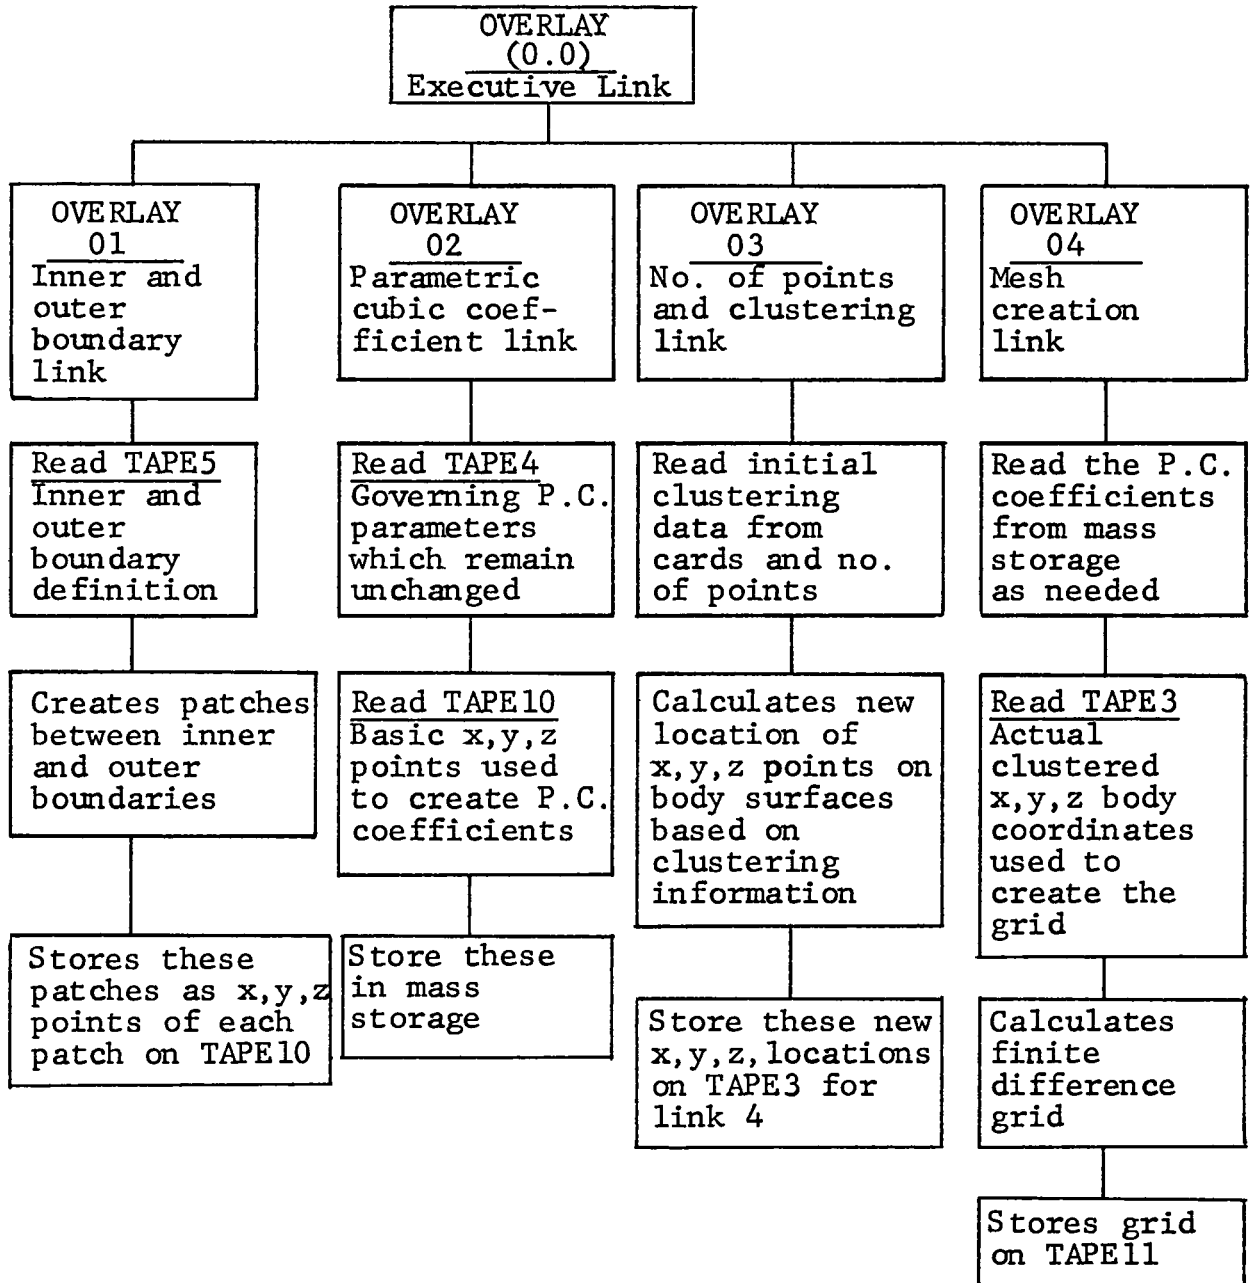 OVERLAY
(0.0)
Executive Link
OVERLAY
01
Inner and
outer
boundary
link
Read TAPE5
Inner and
outer
boundary
definition
Creates patches
between inner
and outer
boundaries
Stores these
patches as x,y,z
points of each
patch on TAPE10
OVERLAY
02
Parametric
cubic coef-
ficient link
Read TAPE4
Governing P.C.
parameters
which remain
unchanged
Read TAPE10
Basic x,y,z
points used
to create P.C.
coefficients
Store these
in mass
storage
OVERLAY
03
No. of points
and clustering
link
Read initial
clustering
data from
cards and no.
of points
Calculates new
location of
x,y,z points on
body surfaces
based on
clustering
information
Store these new
x,y,z,locations
on TAPE3 for
link 4
OVERLAY
04
Mesh
creation
link
Read the P.C.
coefficients
from mass
storage
as needed
Read TAPE3
Actual
clustered
x,y,z body
coordinates
used to
create the
grid
Calculates
finite
difference
grid
Stores grid
on TAPE11